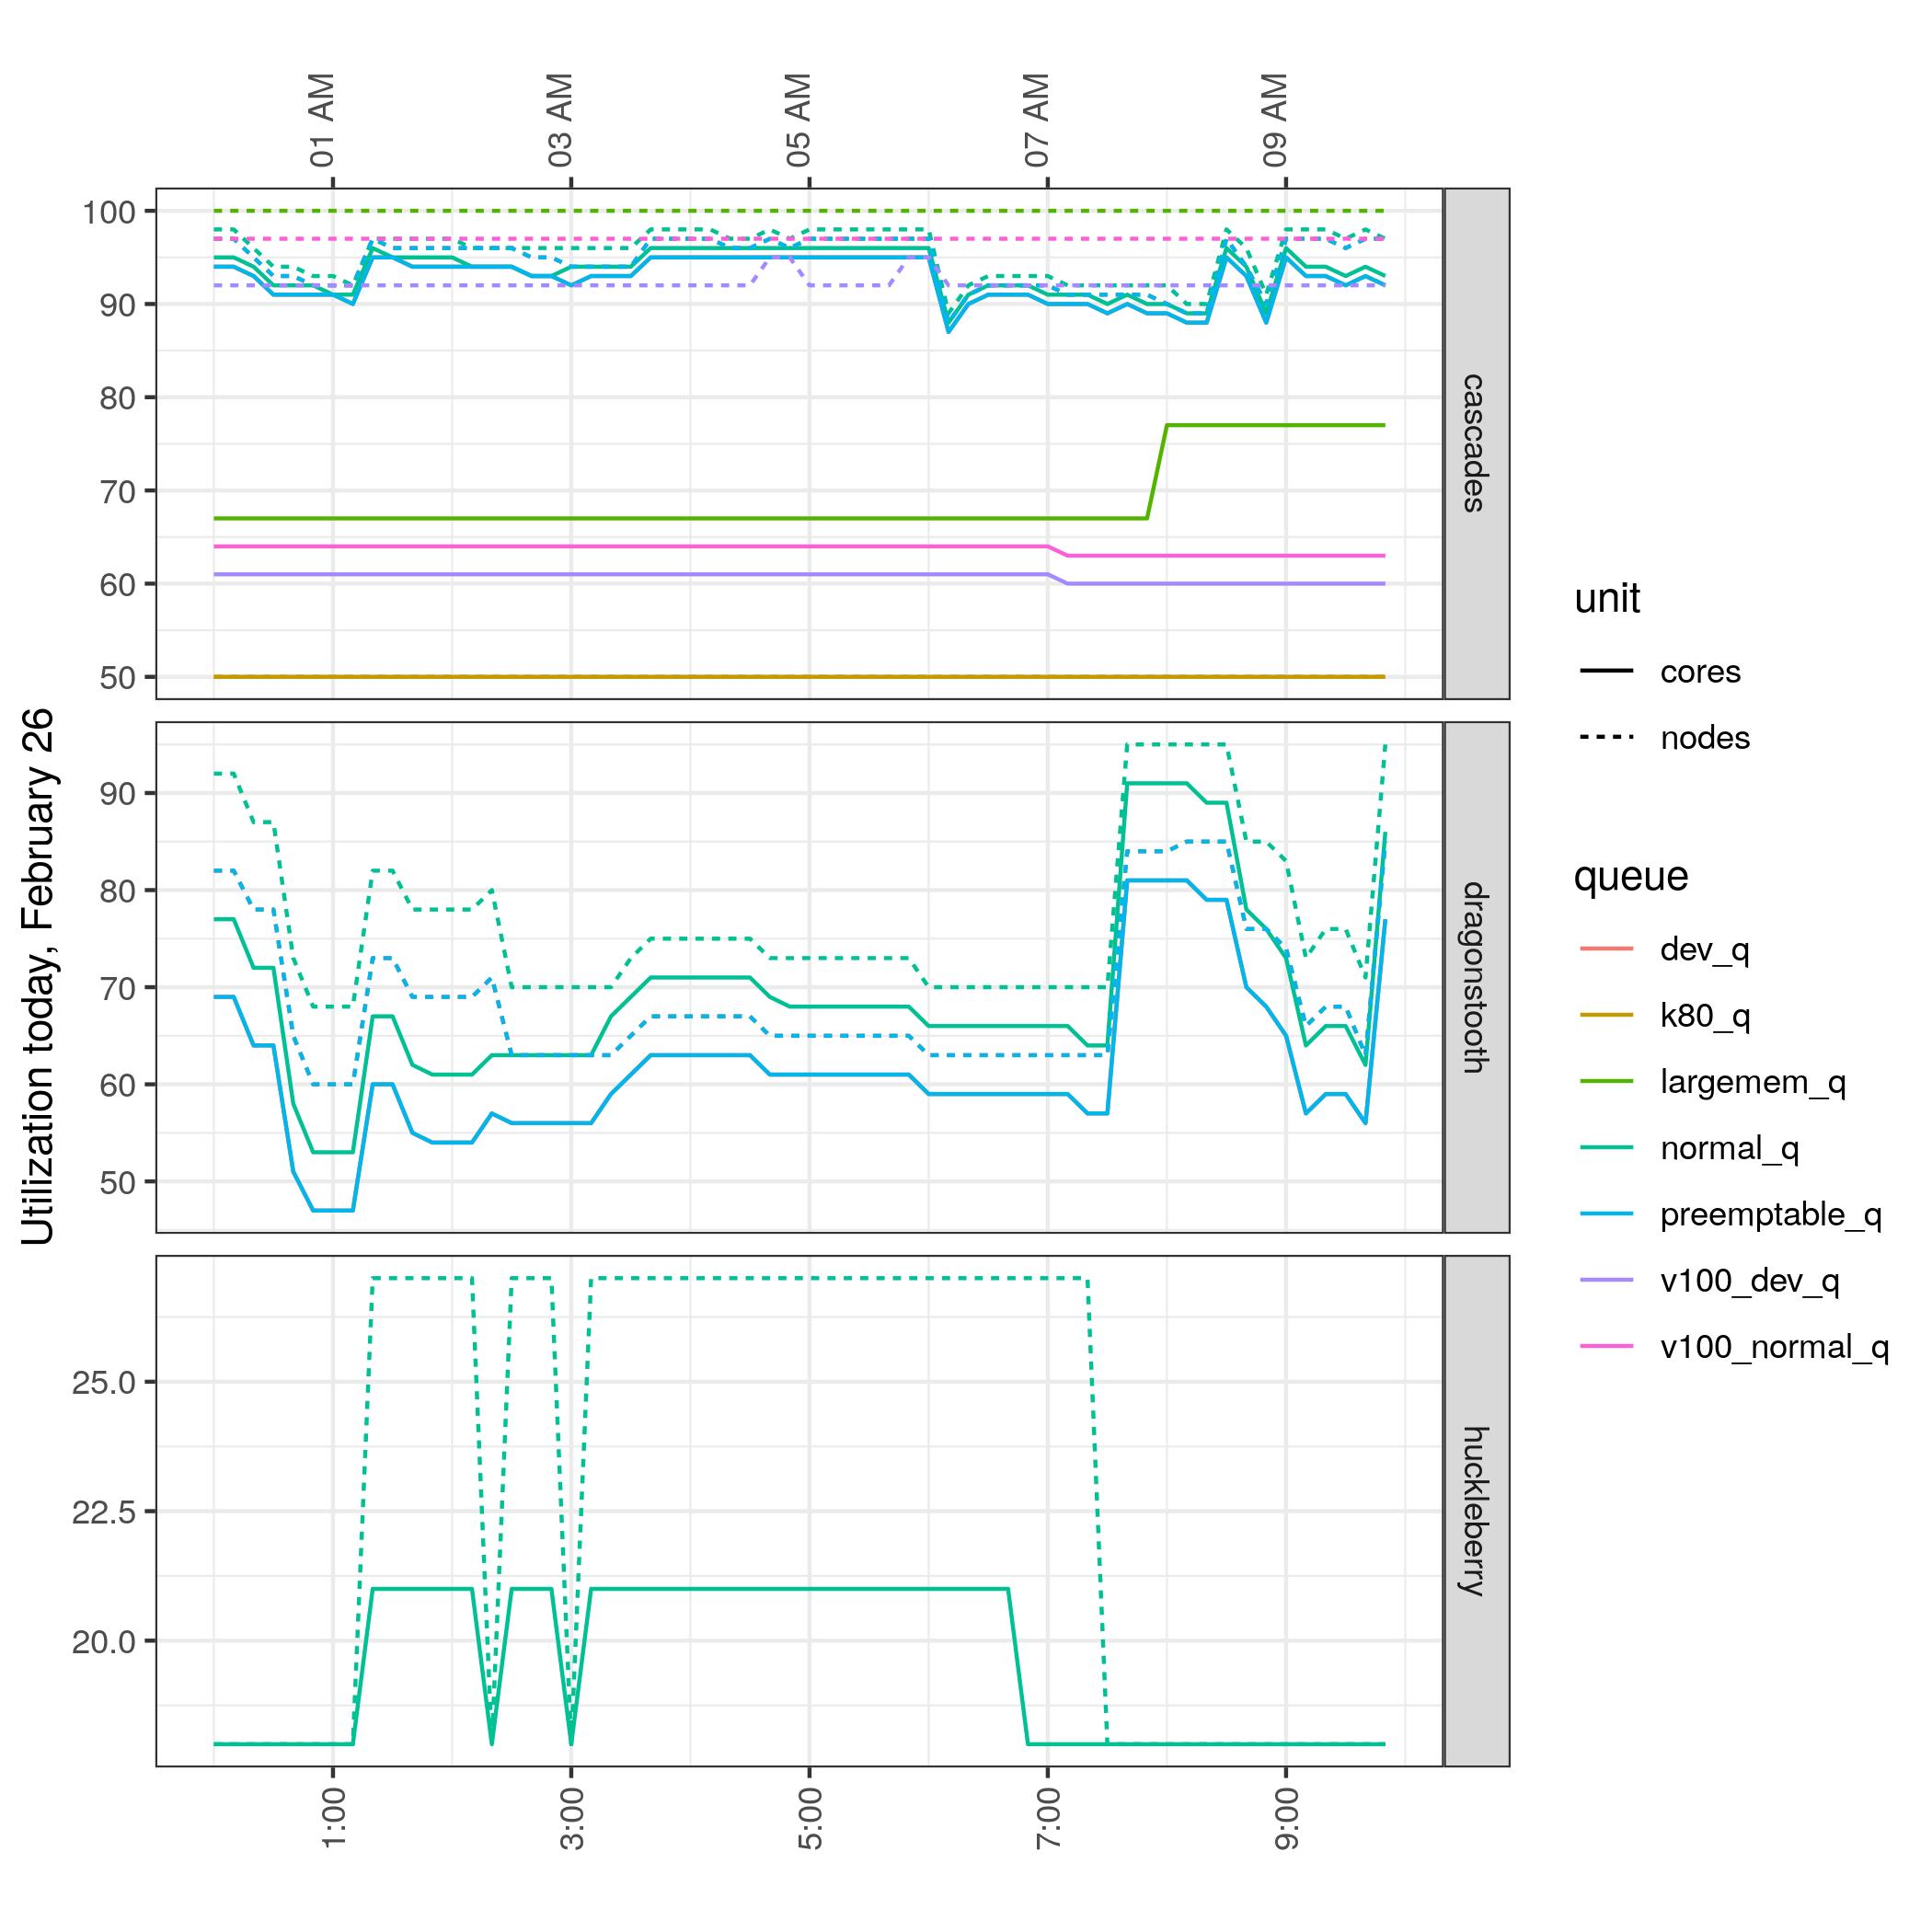 01 AM
03 AM
05 AM
07 AM
09 AM
100
90
80
70
60
50
cascades
90
80
70
60
50
dragonstooth
25.0
22.5
20.0
huckleberry
1:00
3:00
5:00
7:00
9:00
Utilization today, February 26
unit
cores
nodes
queue
dev_q
k80_q
largemem_q
normal_q
preemptable_q
v100_dev_q
v100_normal_q